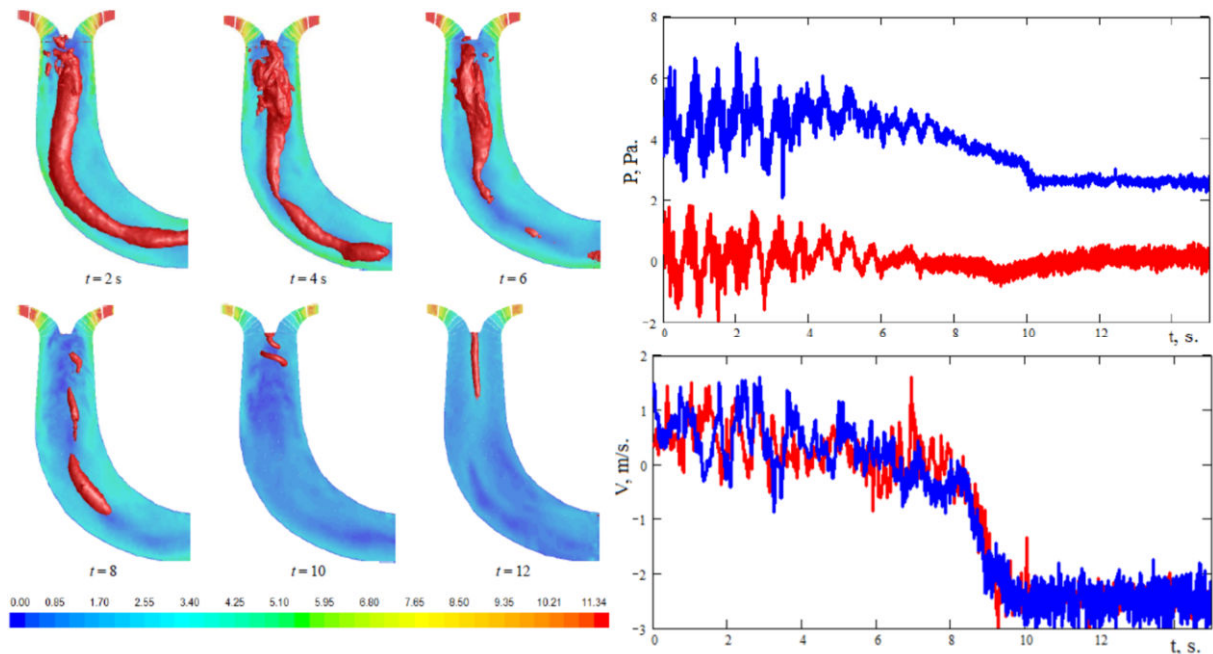 t = 2 s
t = 4 s
t = 6
t = 8
t = 10
t = 12
0.00 0.85 1.70 2.55 3.40 4.25 5.10 5.95 6.80 7.65 8.50 9.35 10.21 11.34
P, Pa.
8
6
4
2
0
−2
0 2 4 6 8 10 12
t, s.
V, m/s.
2
1
0
−1
−2
−3
0 2 4 6 8 10 12
t, s.